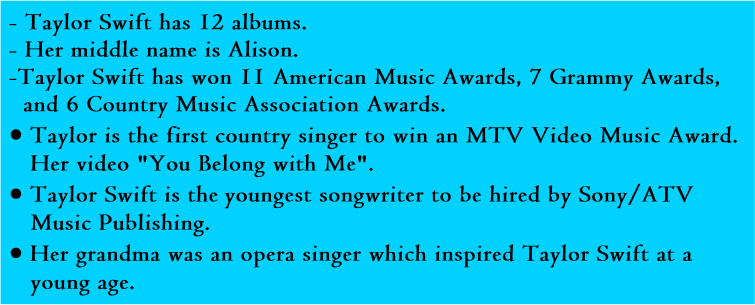 - Taylor Swift has 12 albums.
- Her middle name is Alison.
-Taylor Swift has won 11 American Music Awards, 7 Grammy Awards,
and 6 Country Music Association Awards.
• Taylor is the first country singer to win an MTV Video Music Award.
Her video "You Belong with Me".
• Taylor Swift is the youngest songwriter to be hired by Sony/ATV
Music Publishing.
• Her grandma was an opera singer which inspired Taylor Swift at a
young age.